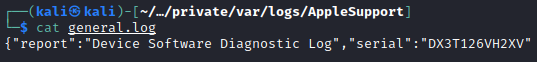 ┌──(kali㉿kali)-[~/…/private/var/logs/AppleSupport]
└─$ cat general.log
{"report":"Device Software Diagnostic Log","serial":"DX3T126VH2XV"